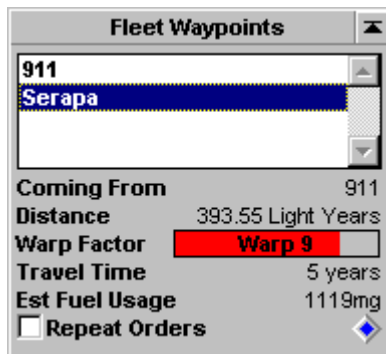 Fleet Waypoints
911
Serapa
Coming From 911
Distance 393.55 Light Years
Warp Factor Warp 9
Travel Time 5 years
Est Fuel Usage 1119mg
Repeat Orders